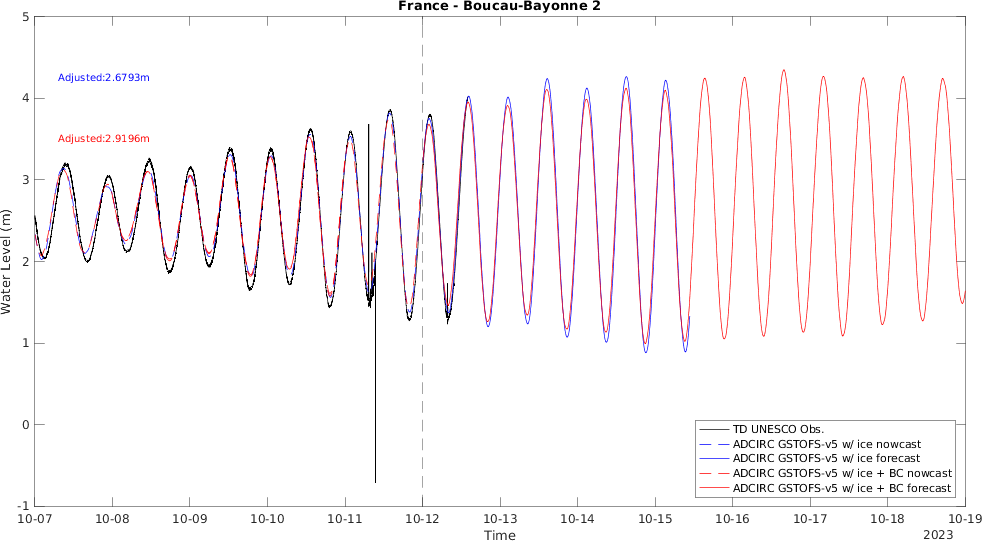 France - Boucau-Bayonne 2
5
4
3
2
1
0
-1
Water Level (m)
Adjusted:2.6793m
Adjusted:2.9196m
TD UNESCO Obs.
ADCIRC GSTOFS-v5 w/ ice nowcast
ADCIRC GSTOFS-v5 w/ ice forecast
ADCIRC GSTOFS-v5 w/ ice + BC nowcast
ADCIRC GSTOFS-v5 w/ ice + BC forecast
10-07 10-08 10-09 10-10 10-11 10-12 10-13 10-14 10-15 10-16 10-17 10-18 10-19
Time
2023